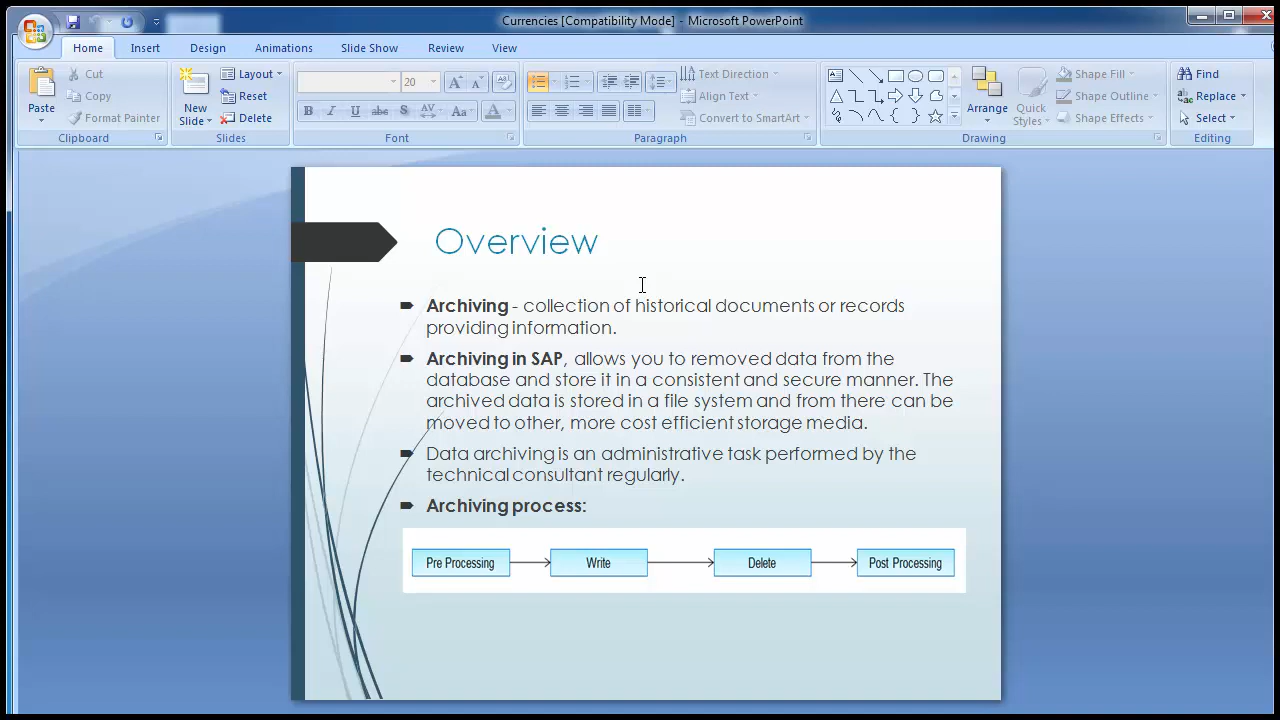 Currencies [Compatibility Mode] - Microsoft PowerPoint
Home Insert Design Animations Slide Show Review View
Paste
Cut
Copy
Format Painter
Clipboard
New Slide
Layout
Reset
Delete
Slides
20
A A
B I U abc S AV Aa A
Font
Text Direction
Align Text
Convert to SmartArt
Paragraph
Arrange
Quick Styles
Shape Fill
Shape Outline
Shape Effects
Drawing
Find
Replace
Select
Editing
Overview
Archiving - collection of historical documents or records
providing information.
Archiving in SAP, allows you to removed data from the
database and store it in a consistent and secure manner. The
archived data is stored in a file system and from there can be
moved to other, more cost efficient storage media.
Data archiving is an administrative task performed by the
technical consultant regularly.
Archiving process:
Pre Processing Write Delete Post Processing